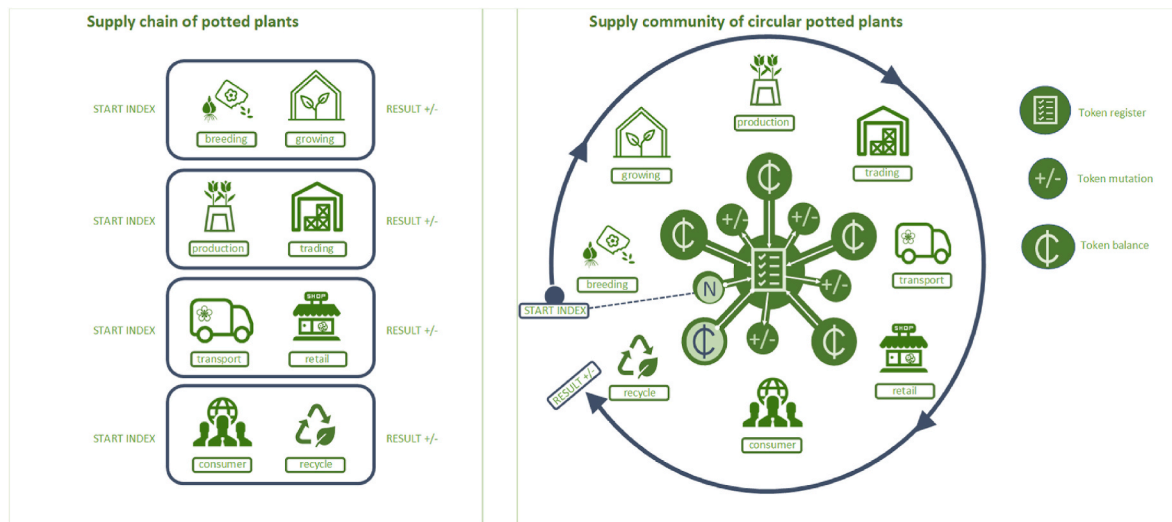 Supply chain of potted plants
START INDEX
breeding
growing
RESULT +/-
START INDEX
production
trading
RESULT +/-
START INDEX
SHOP
transport
retail
RESULT +/-
START INDEX
consumer
recycle
RESULT +/-
Supply community of circular potted plants
production
growing
trading
breeding
transport
START INDEX
RESULT +/-
recycle
SHOP
retail
consumer
₵
+/-
+/-
₵
₵
N
+/-
₵
+/-
₵
Token register
+/-
Token mutation
₵
Token balance